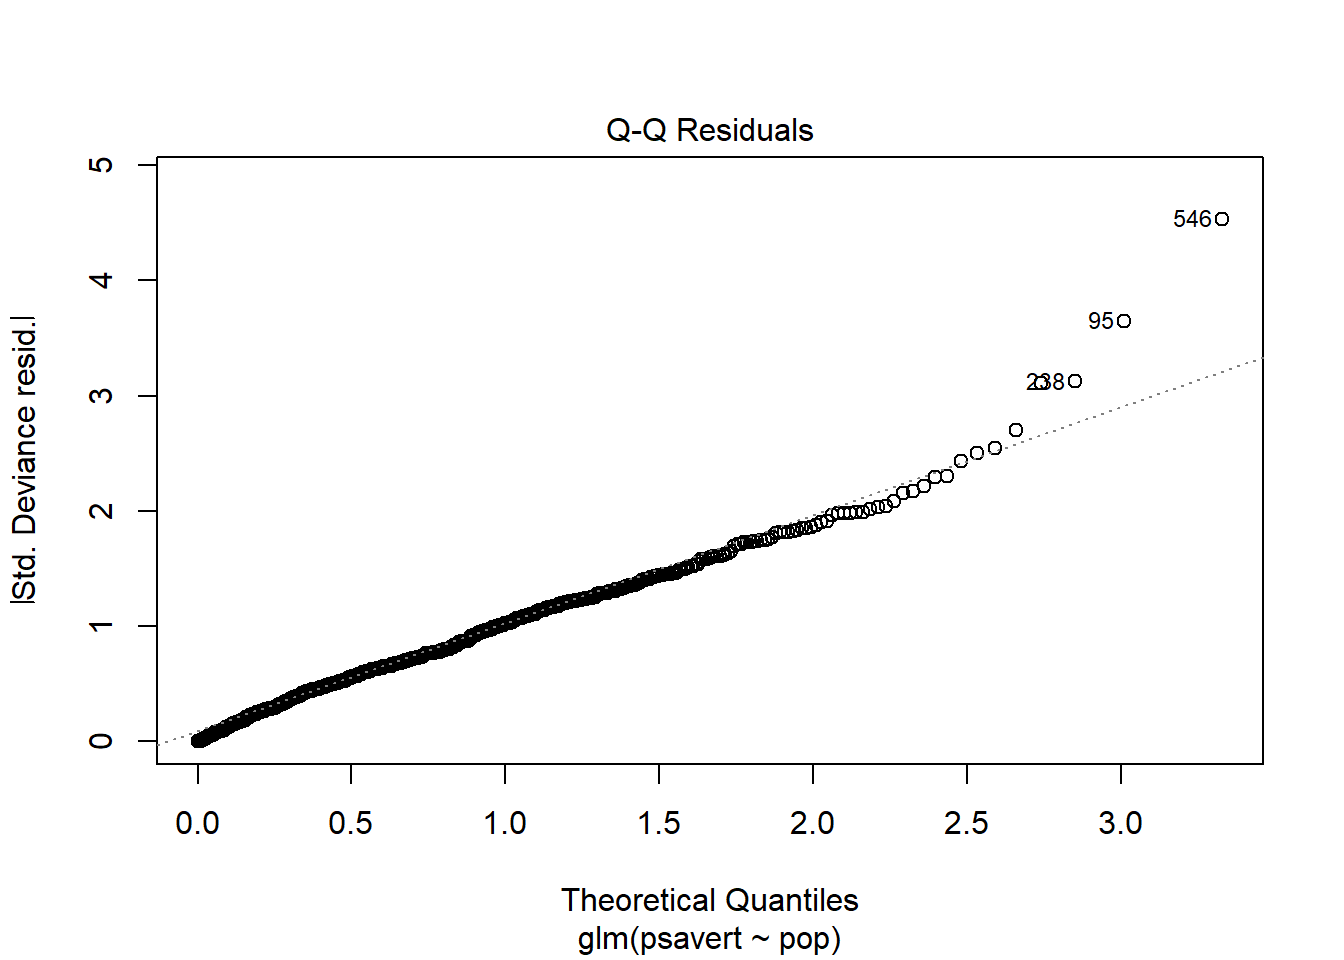 Q-Q Residuals
|Std. Deviance resid.|
5
4
3
2
1
0
546
95
238
0.0 0.5 1.0 1.5 2.0 2.5 3.0
Theoretical Quantiles
glm(psavert ~ pop)